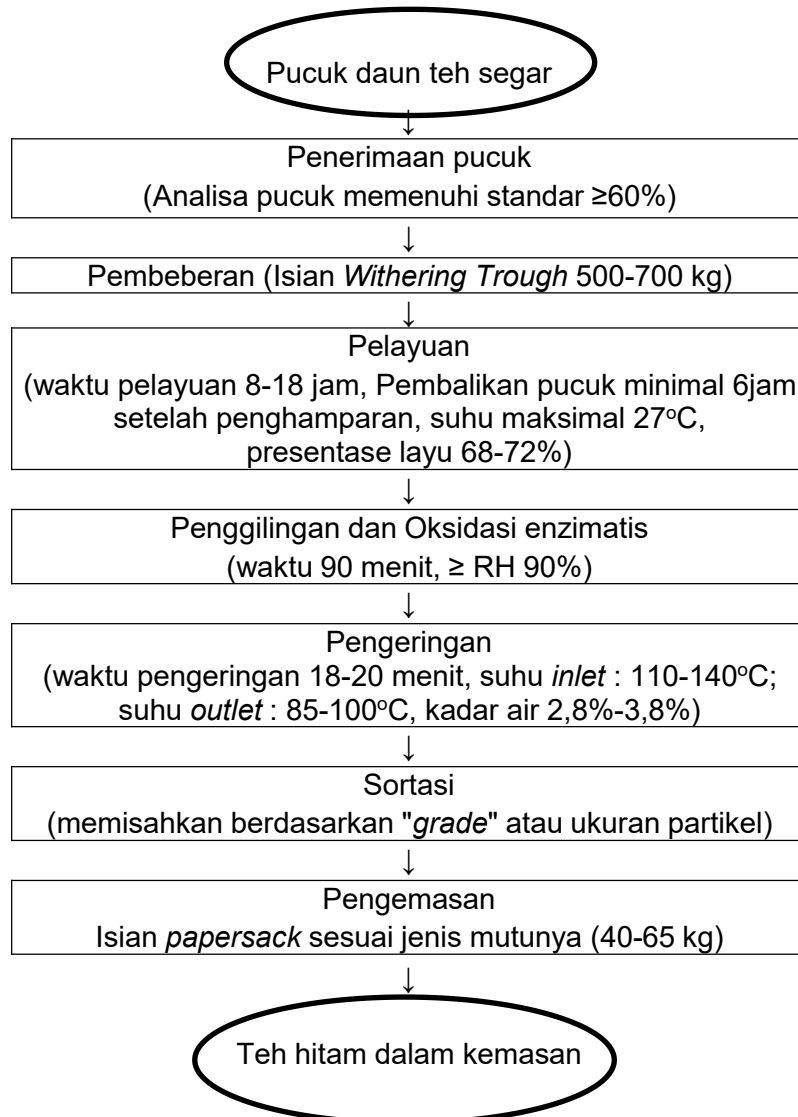 Pucuk daun teh segar
↓
Penerimaan pucuk
(Analisa pucuk memenuhi standar ≥60%)
↓
Pembeberan (Isian Withering Trough 500-700 kg)
↓
Pelayuan
(waktu pelayuan 8-18 jam, Pembalikan pucuk minimal 6jam
setelah penghamparan, suhu maksimal 27°C,
presentase layu 68-72%)
↓
Penggilingan dan Oksidasi enzimatis
(waktu 90 menit, ≥ RH 90%)
↓
Pengeringan
(waktu pengeringan 18-20 menit, suhu inlet : 110-140°C;
suhu outlet : 85-100°C, kadar air 2,8%-3,8%)
↓
Sortasi
(memisahkan berdasarkan "grade" atau ukuran partikel)
↓
Pengemasan
Isian papersack sesuai jenis mutunya (40-65 kg)
↓
Teh hitam dalam kemasan